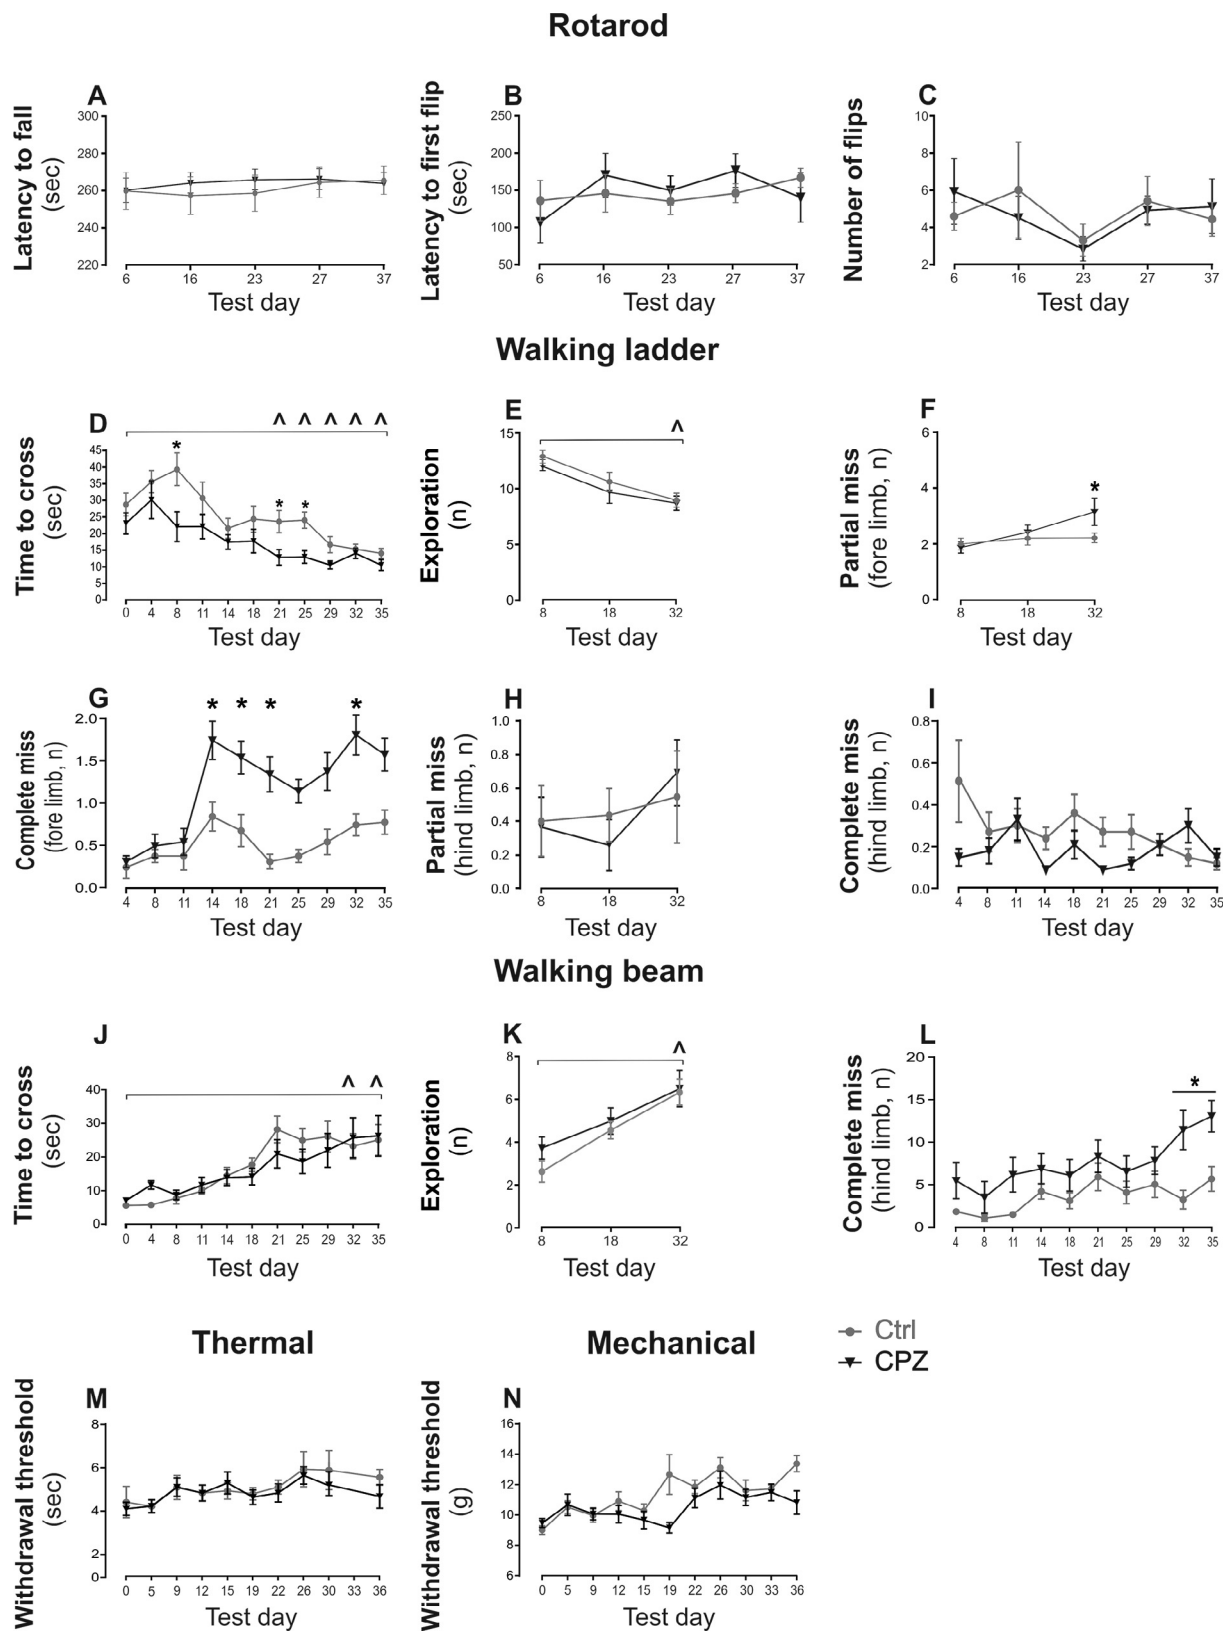 Rotarod
A
Latency to fall
(sec)
300
280
260
240
220
6 16 23 27 37
Test day
B
Latency to first flip
(sec)
250
200
150
100
50
6 16 23 27 37
Test day
C
Number of flips
10
8
6
4
2
6 16 23 27 37
Test day
Walking ladder
D
^ ^ ^ ^ ^
*
* *
Time to cross
(sec)
45
40
35
30
25
20
15
10
5
0
0 4 8 11 14 18 21 25 29 32 35
Test day
E
^
Exploration
(n)
15
10
5
0
8 18 32
Test day
F
*
Partial miss
(fore limb, n)
6
4
2
0
8 18 32
Test day
G
* * * *
Complete miss
(fore limb, n)
2.0
1.5
1.0
0.5
0.0
4 8 11 14 18 21 25 29 32 35
Test day
H
Partial miss
(hind limb, n)
1.0
0.8
0.6
0.4
0.2
0.0
8 18 32
Test day
I
Complete miss
(hind limb, n)
0.8
0.6
0.4
0.2
0.0
4 8 11 14 18 21 25 29 32 35
Test day
Walking beam
J
^ ^
Time to cross
(sec)
40
30
20
10
0
0 4 8 11 14 18 21 25 29 32 35
Test day
K
^
Exploration
(n)
8
6
4
2
0
8 18 32
Test day
L
*
Complete miss
(hind limb, n)
20
15
10
5
0
4 8 11 14 18 21 25 29 32 35
Test day
Ctrl
CPZ
Thermal
M
Withdrawal threshold
(sec)
8
6
4
2
0
0 5 9 12 15 19 22 26 30 33 36
Test day
Mechanical
N
Withdrawal threshold
(g)
16
14
12
10
8
6
0 5 9 12 15 19 22 26 30 33 36
Test day